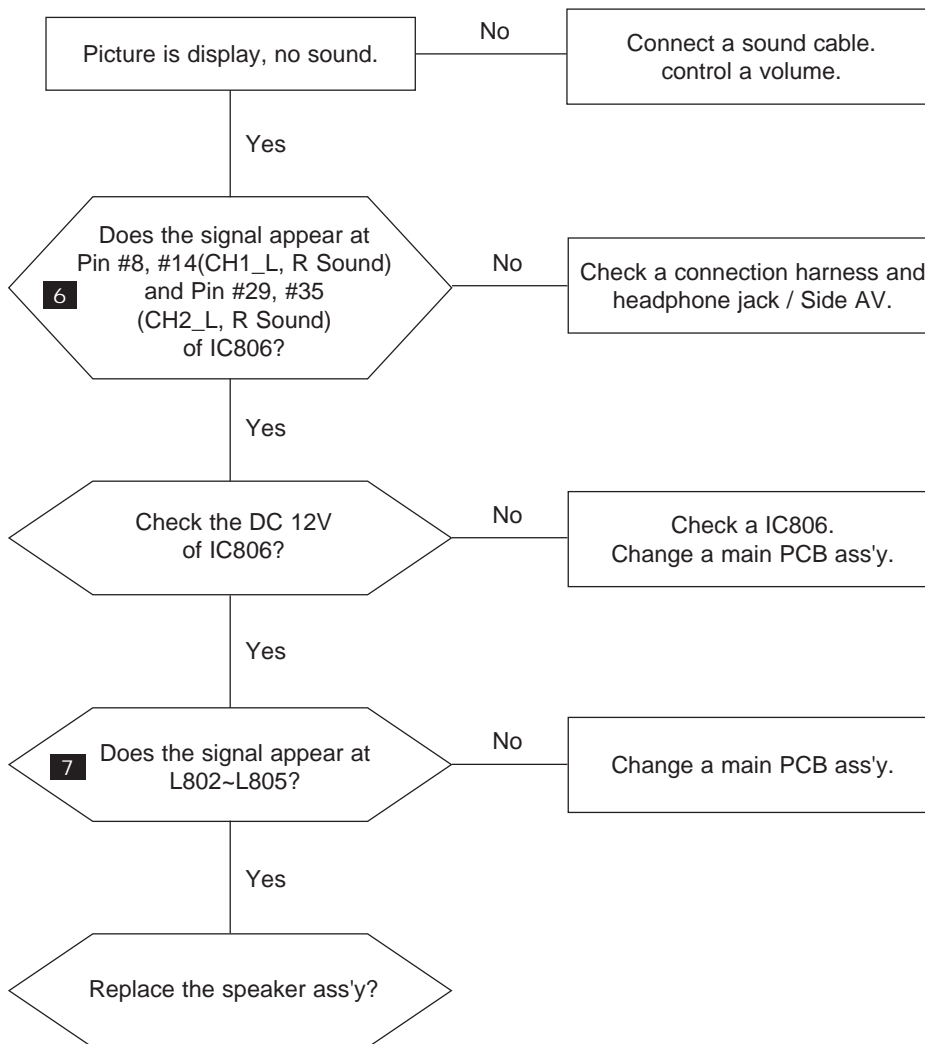 Picture is display, no sound.
No
Connect a sound cable.
control a volume.
Yes
Does the signal appear at
Pin #8, #14(CH1_L, R Sound)
and Pin #29, #35
(CH2_L, R Sound)
of IC806?
6
No
Check a connection harness and
headphone jack / Side AV.
Yes
Check the DC 12V
of IC806?
No
Check a IC806.
Change a main PCB ass'y.
Yes
7
Does the signal appear at
L802~L805?
No
Change a main PCB ass'y.
Yes
Replace the speaker ass'y?